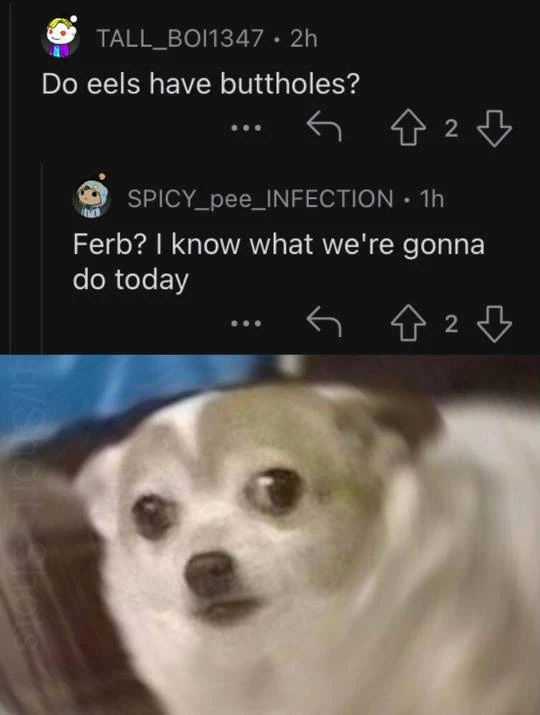 TALL_BOI1347 • 2h
Do eels have buttholes?
2
SPICY_pee_INFECTION • 1h
Ferb? I know what we're gonna
do today
2